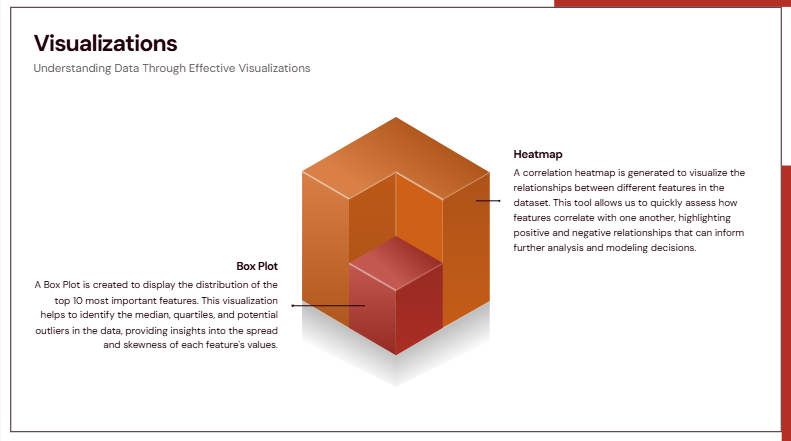 Visualizations
Understanding Data Through Effective Visualizations
Heatmap
A correlation heatmap is generated to visualize the
relationships between different features in the
dataset. This tool allows us to quickly assess how
features correlate with one another, highlighting
positive and negative relationships that can inform
further analysis and modeling decisions.
Box Plot
A Box Plot is created to display the distribution of the
top 10 most important features. This visualization
helps to identify the median, quartiles, and potential
outliers in the data, providing insights into the spread
and skewness of each feature's values.